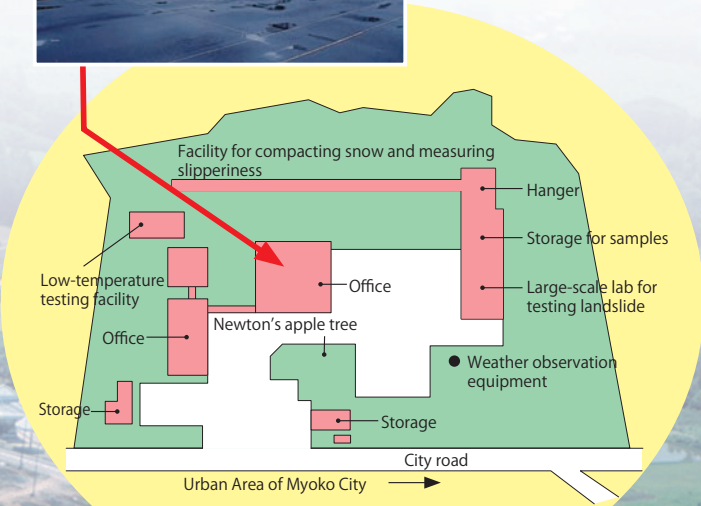 Facility for compacting snow and measuring
slipperiness
Hanger
Storage for samples
Low-temperature
testing facility
Office
Large-scale lab for
testing landslide
Newton's apple tree
Office
Weather observation
equipment
Storage
Storage
City road
Urban Area of Myoko City